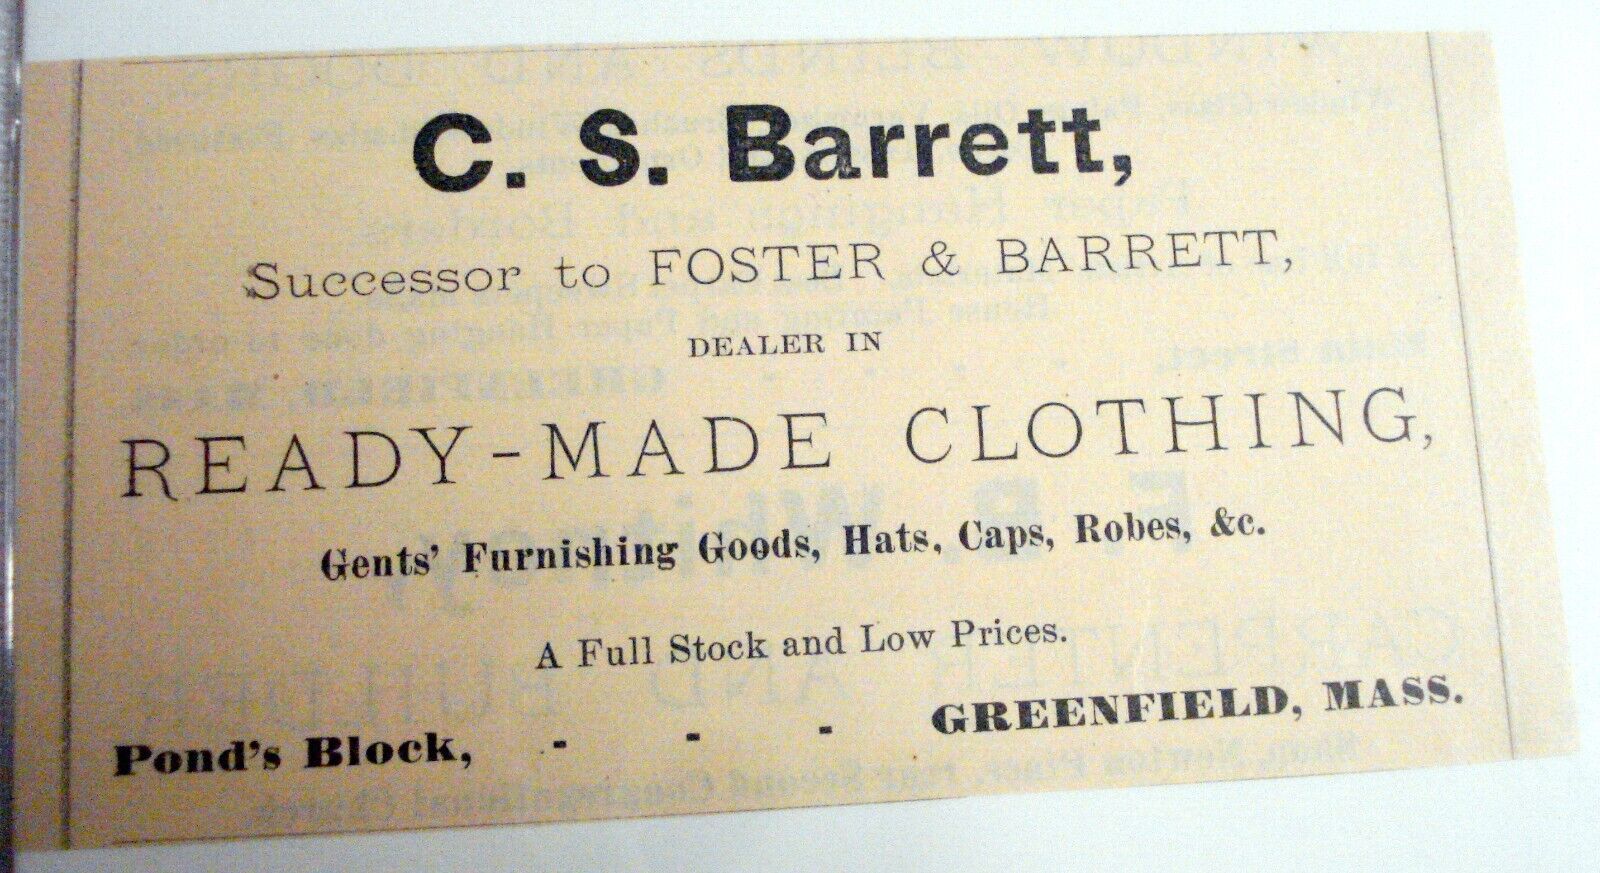 C. S. Barrett,
Successor to FOSTER & BARRETT,
DEALER IN
READY-MADE CLOTHING,
Gents' Furnishing Goods, Hats, Caps, Robes, &c.
A Full Stock and Low Prices.
Pond's Block, - - - GREENFIELD, MASS.